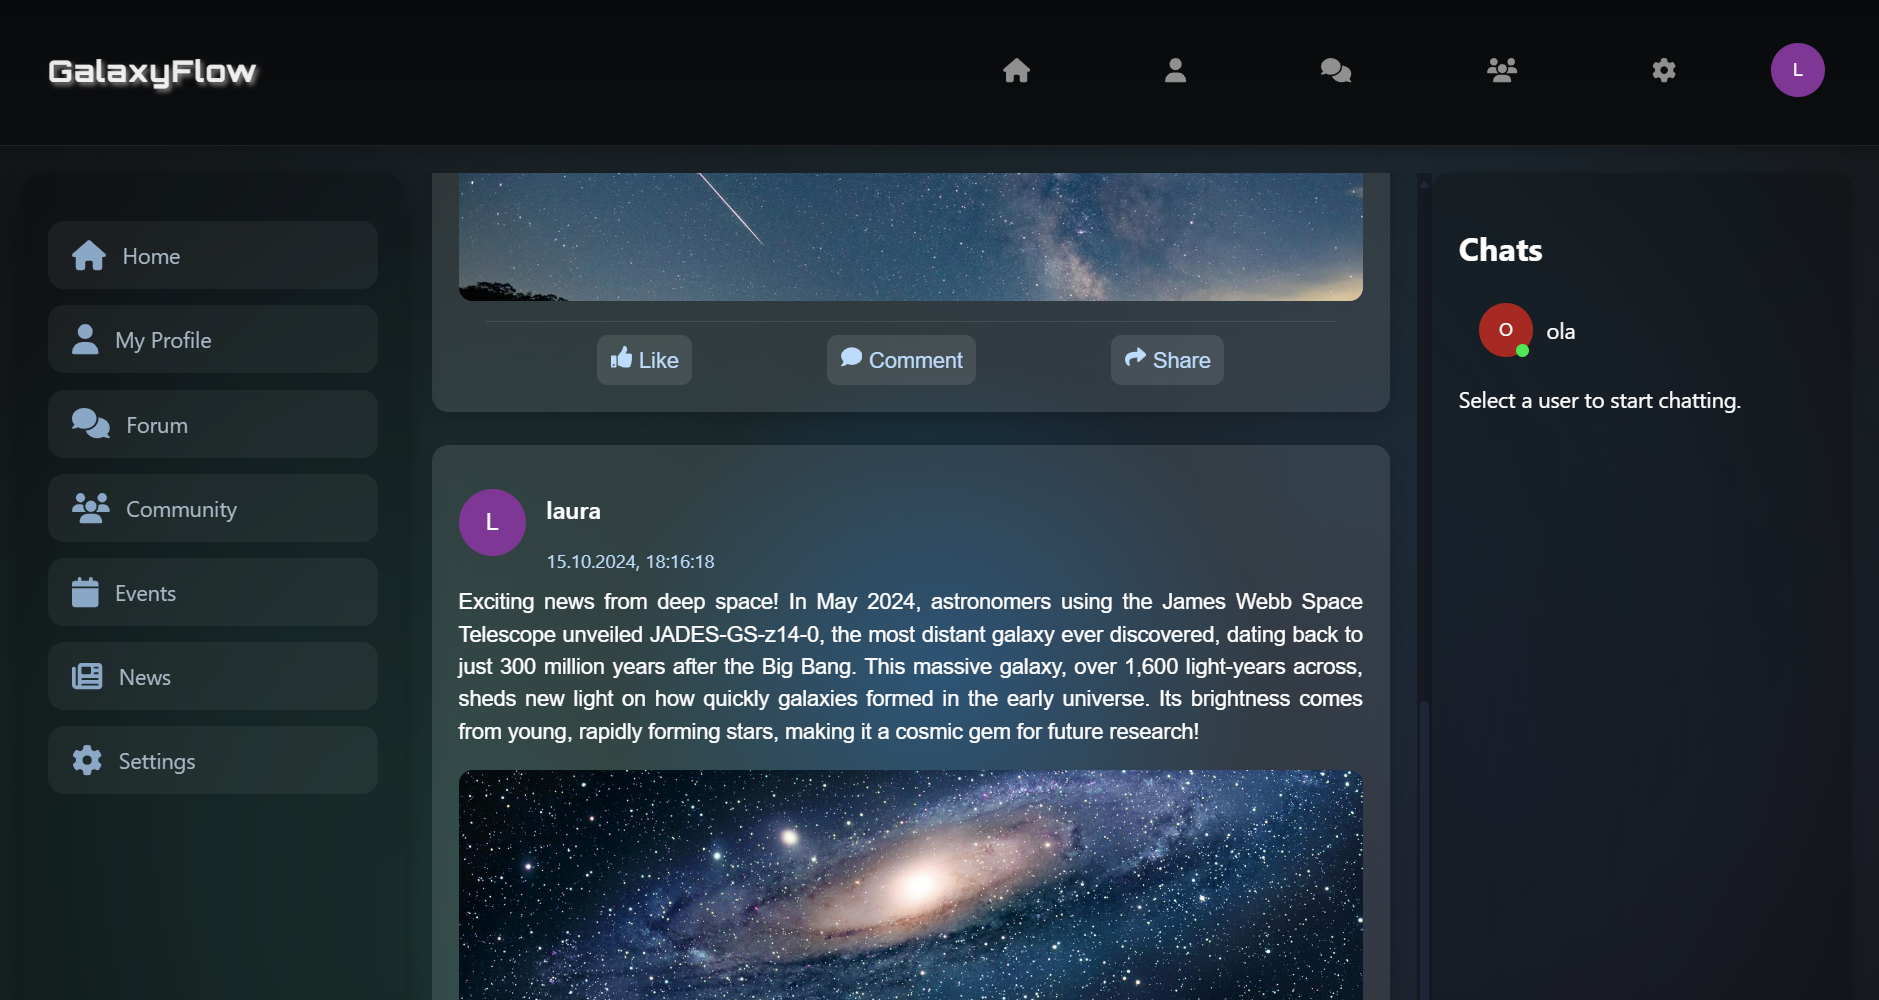 GalaxyFlow
L
Home
My Profile
Forum
Community
Events
News
Settings
Like
Comment
Share
L
laura
15.10.2024, 18:16:18
Exciting news from deep space! In May 2024, astronomers using the James Webb Space
Telescope unveiled JADES-GS-z14-0, the most distant galaxy ever discovered, dating back to
just 300 million years after the Big Bang. This massive galaxy, over 1,600 light-years across,
sheds new light on how quickly galaxies formed in the early universe. Its brightness comes
from young, rapidly forming stars, making it a cosmic gem for future research!
Chats
O
ola
Select a user to start chatting.